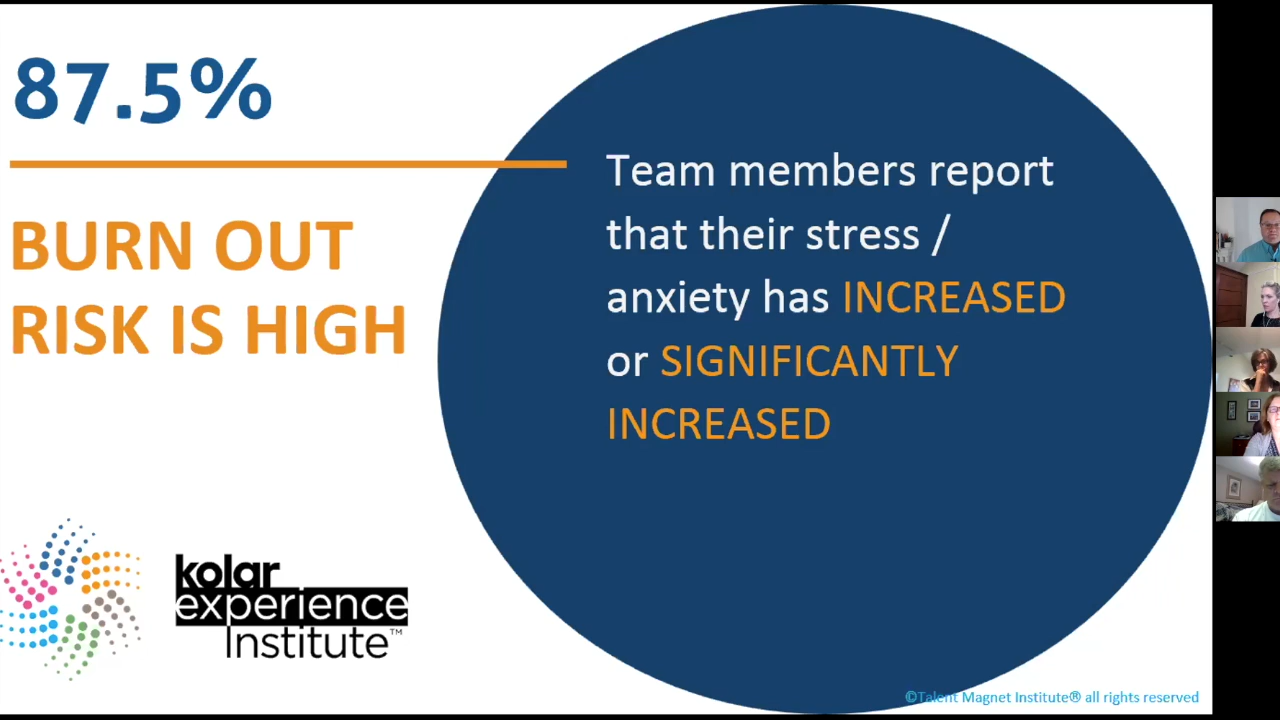 87.5%
BURN OUT
RISK IS HIGH
Team members report
that their stress /
anxiety has INCREASED
or SIGNIFICANTLY
INCREASED
kolar
experience
Institute™
©Talent Magnet Institute® all rights reserved